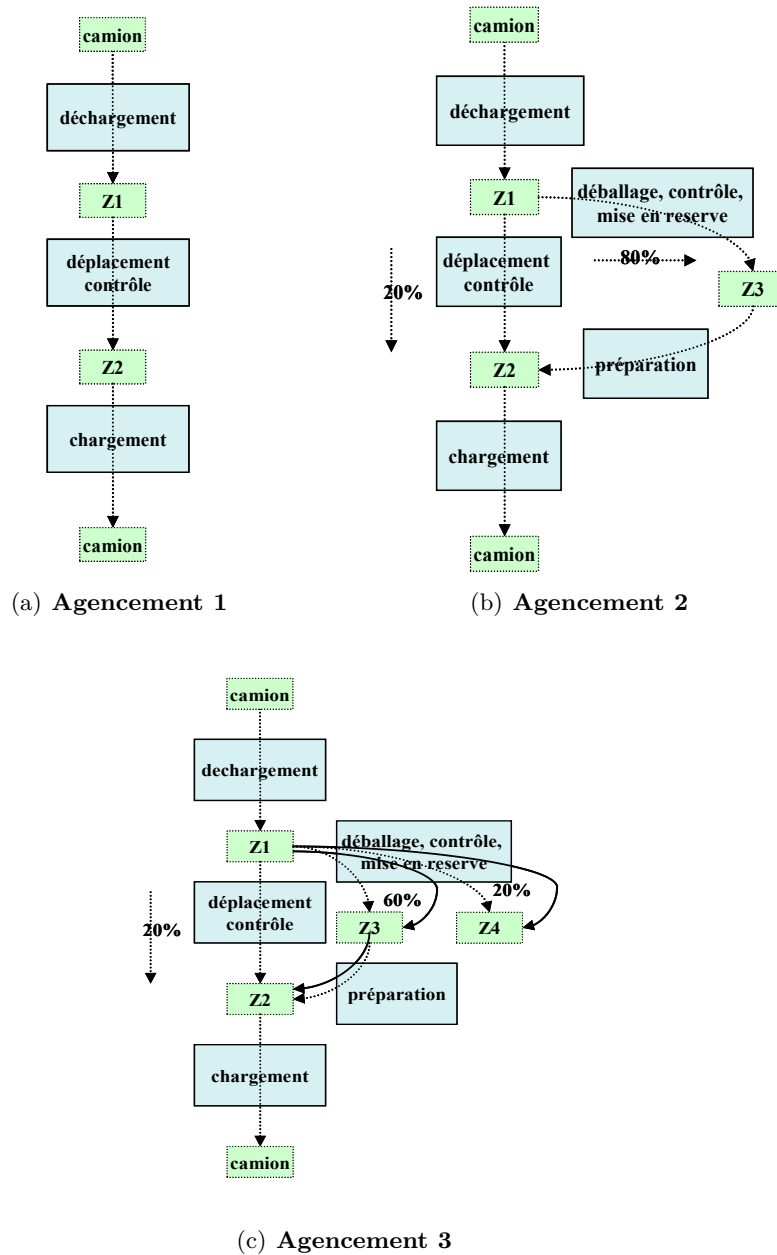 camion
déchargement
Z1
déplacement
contrôle
Z2
chargement
camion
(a) Agencement 1
camion
déchargement
Z1
déballage, contrôle,
mise en reserve
déplacement
contrôle
20%
80%
Z3
Z2
préparation
chargement
camion
(b) Agencement 2
camion
dechargement
Z1
déballage, contrôle,
mise en reserve
déplacement
contrôle
20%
60%
20%
Z3
Z4
Z2
préparation
chargement
camion
(c) Agencement 3